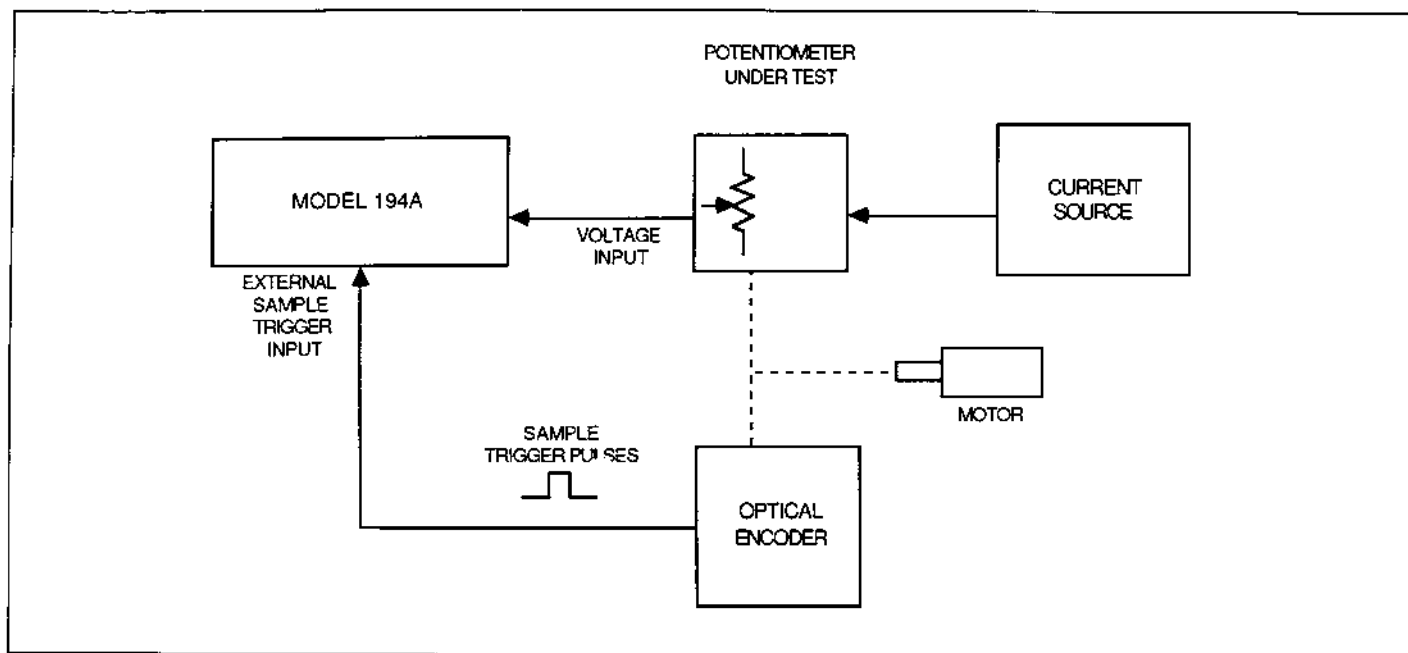 POTENTIOMETER
UNDER TEST
MODEL 194A
CURRENT
SOURCE
VOLTAGE
INPUT
EXTERNAL
SAMPLE
TRIGGER
INPUT
MOTOR
SAMPLE
TRIGGER PULSES
OPTICAL
ENCODER